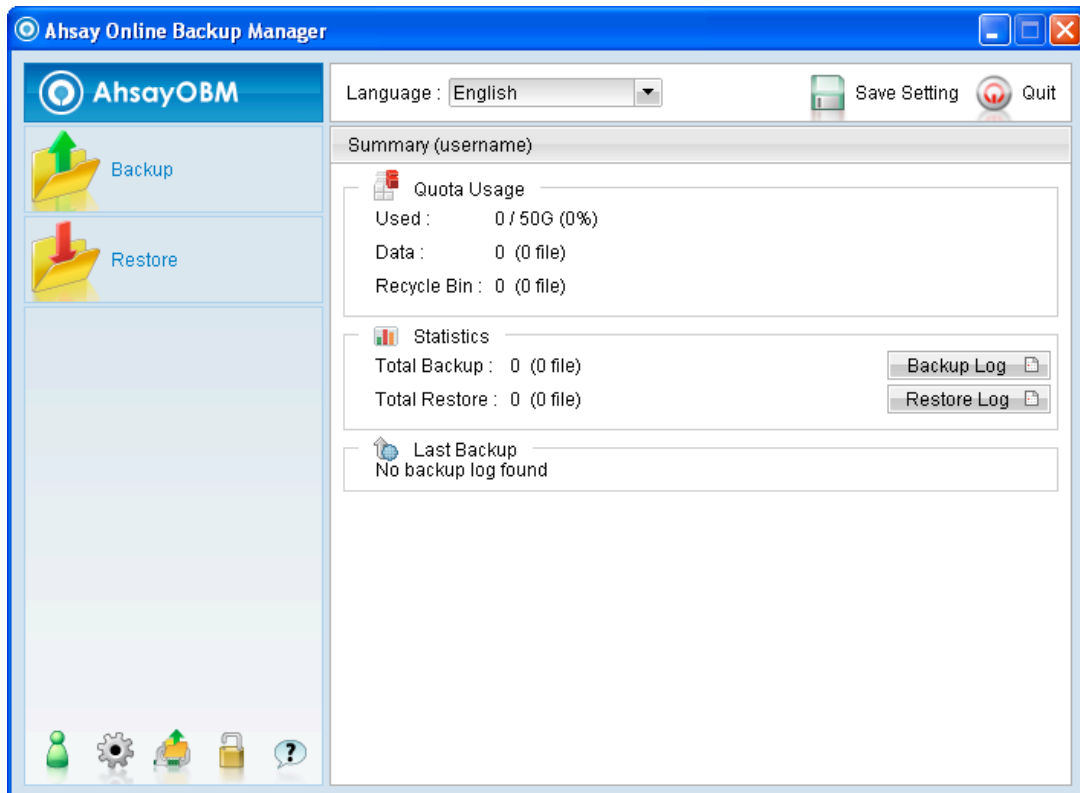 Ahsay Online Backup Manager
AhsayOBM
Language : English
Save Setting
Quit
Backup
Restore
Summary (username)
Quota Usage
Used : 0 / 50G (0%)
Data : 0 (0 file)
Recycle Bin : 0 (0 file)
Statistics
Total Backup : 0 (0 file)
Backup Log
Total Restore : 0 (0 file)
Restore Log
Last Backup
No backup log found
?